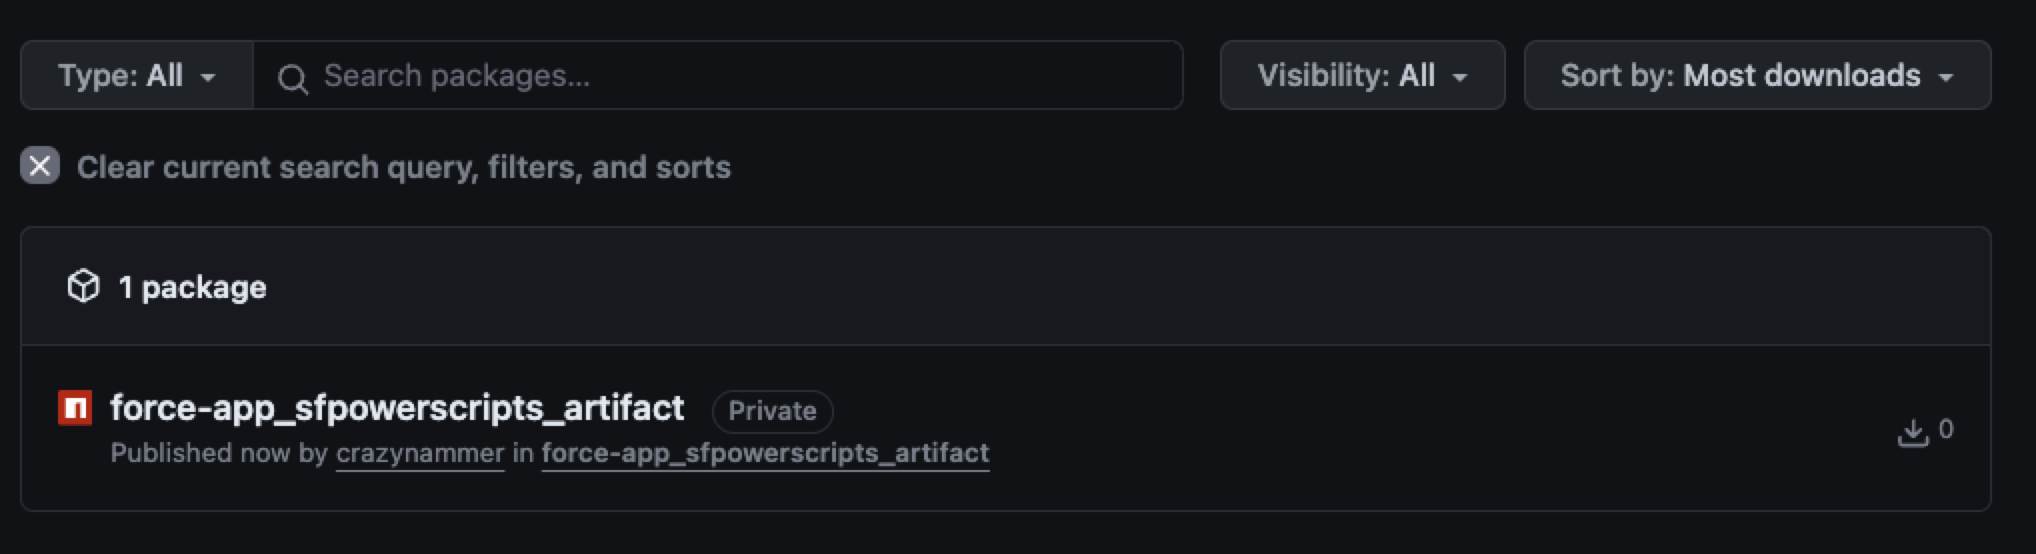 Type: All
Search packages...
Visibility: All
Sort by: Most downloads
Clear current search query, filters, and sorts
1 package
force-app_sfpowerscripts_artifact Private
Published now by crazynammer in force-app_sfpowerscripts_artifact
0